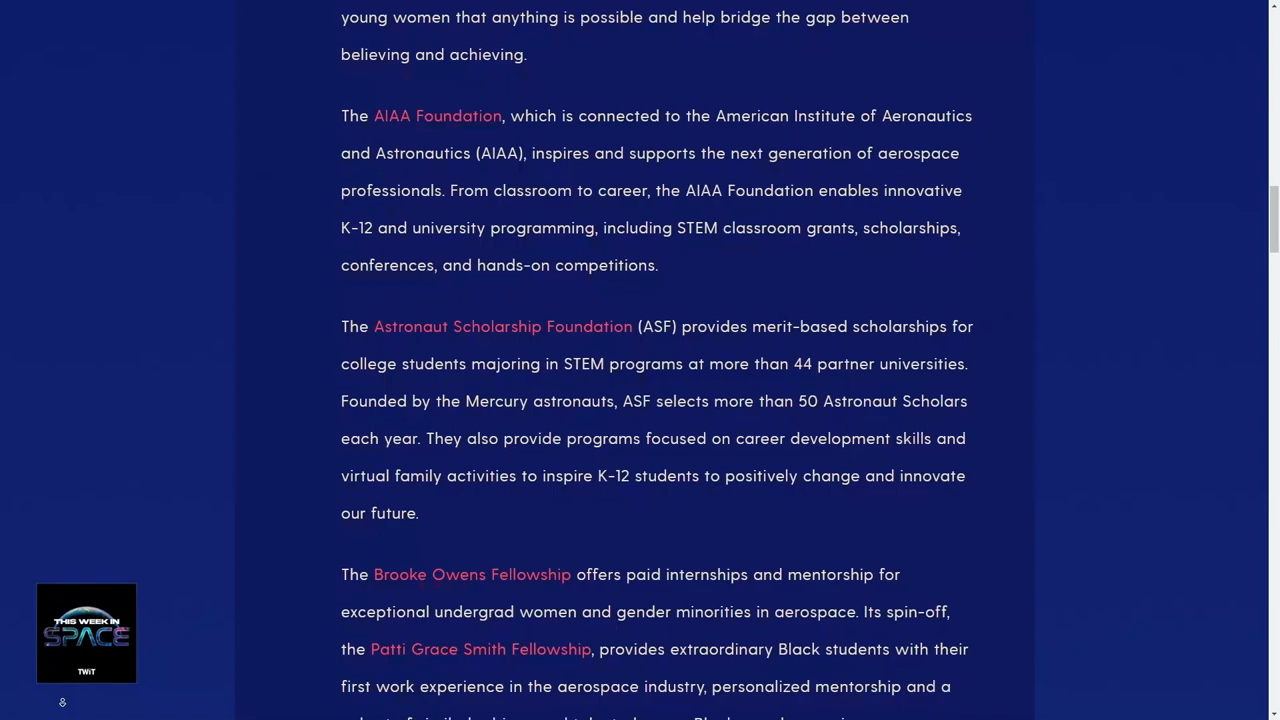 young women that anything is possible and help bridge the gap between
believing and achieving.
The AIAA Foundation, which is connected to the American Institute of Aeronautics
and Astronautics (AIAA), inspires and supports the next generation of aerospace
professionals. From classroom to career, the AIAA Foundation enables innovative
K-12 and university programming, including STEM classroom grants, scholarships,
conferences, and hands-on competitions.
The Astronaut Scholarship Foundation (ASF) provides merit-based scholarships for
college students majoring in STEM programs at more than 44 partner universities.
Founded by the Mercury astronauts, ASF selects more than 50 Astronaut Scholars
each year. They also provide programs focused on career development skills and
virtual family activities to inspire K-12 students to positively change and innovate
our future.
The Brooke Owens Fellowship offers paid internships and mentorship for
exceptional undergrad women and gender minorities in aerospace. Its spin-off,
the Patti Grace Smith Fellowship, provides extraordinary Black students with their
first work experience in the aerospace industry, personalized mentorship and a
THIS WEEK IN
SPACE
TWiT